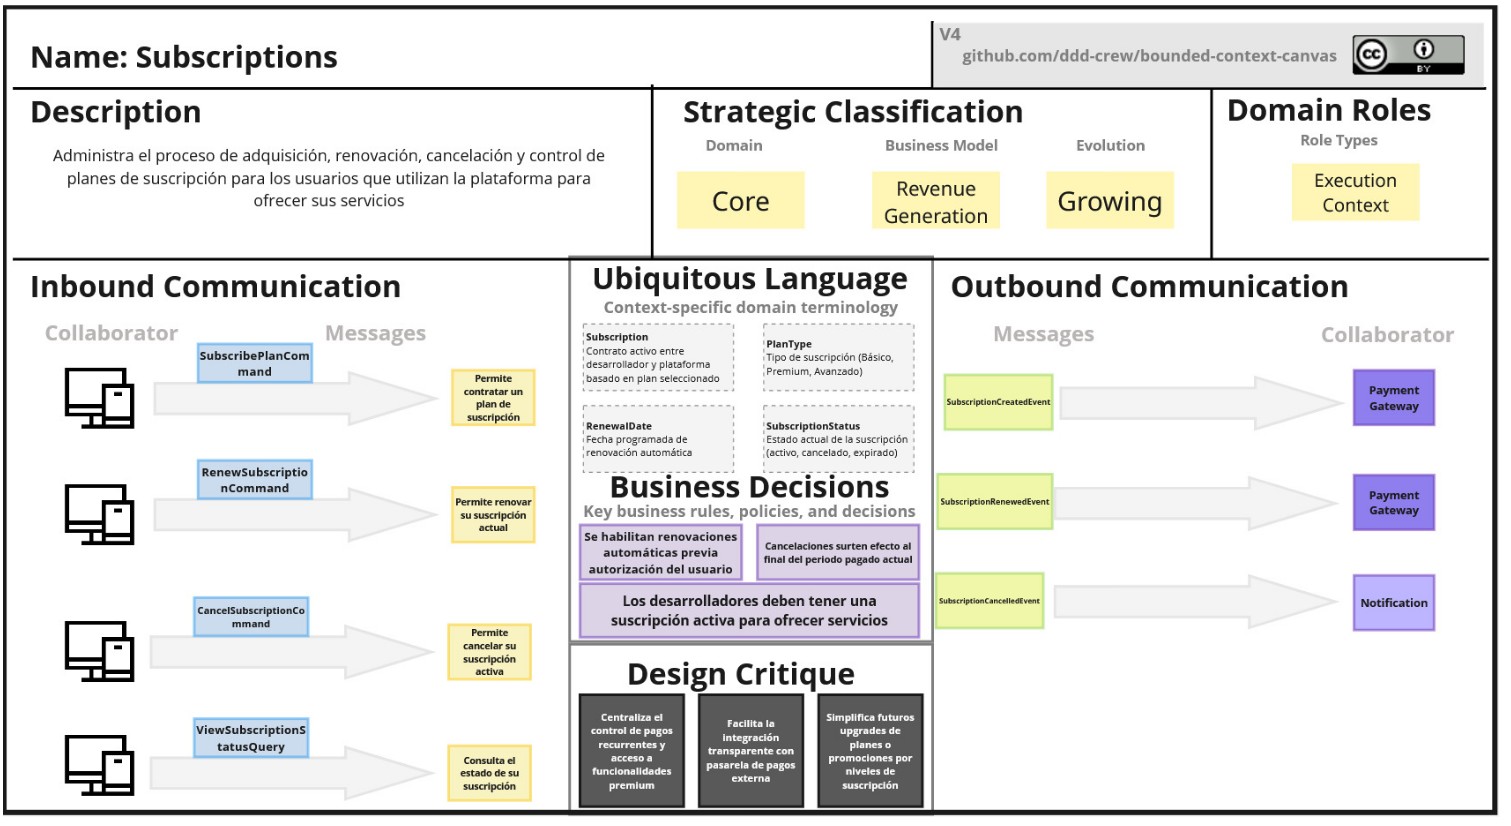 Name: Subscriptions
V4
github.com/ddd-crew/bounded-context-canvas
cc
BY
Description
Administra el proceso de adquisición, renovación, cancelación y control de
planes de suscripción para los usuarios que utilizan la plataforma para
ofrecer sus servicios
Strategic Classification
Domain
Business Model
Evolution
Core
Revenue
Generation
Growing
Domain Roles
Role Types
Execution
Context
Inbound Communication
Collaborator
Messages
SubscribePlanCom
mand
Permite
contratar un
plan de
suscripción
RenewSubscriptio
nCommand
Permite renovar
su suscripción
actual
CancelSubscriptionCo
mmand
Permite
cancelar su
suscripción
activa
ViewSubscriptionS
tatusQuery
Consulta el
estado de su
suscripción
Ubiquitous Language
Context-specific domain terminology
Subscription
Contrato activo entre
desarrollador y plataforma
basado en plan seleccionado
PlanType
Tipo de suscripción (Básico,
Premium, Avanzado)
RenewalDate
Fecha programada de
renovación automática
SubscriptionStatus
Estado actual de la suscripción
(activo, cancelado, expirado)
Business Decisions
Key business rules, policies, and decisions
Se habilitan renovaciones
automáticas previa
autorización del usuario
Cancelaciones surten efecto al
final del periodo pagado actual
Los desarrolladores deben tener una
suscripción activa para ofrecer servicios
Design Critique
Centraliza el
control de pagos
recurrentes y
acceso a
funcionalidades
premium
Facilita la
integración
transparente con
pasarela de pagos
externa
Simplifica futuros
upgrades de
planes o
promociones por
niveles de
suscripción
Outbound Communication
Messages
Collaborator
SubscriptionCreatedEvent
Payment
Gateway
SubscriptionRenewedEvent
Payment
Gateway
SubscriptionCancelledEvent
Notification